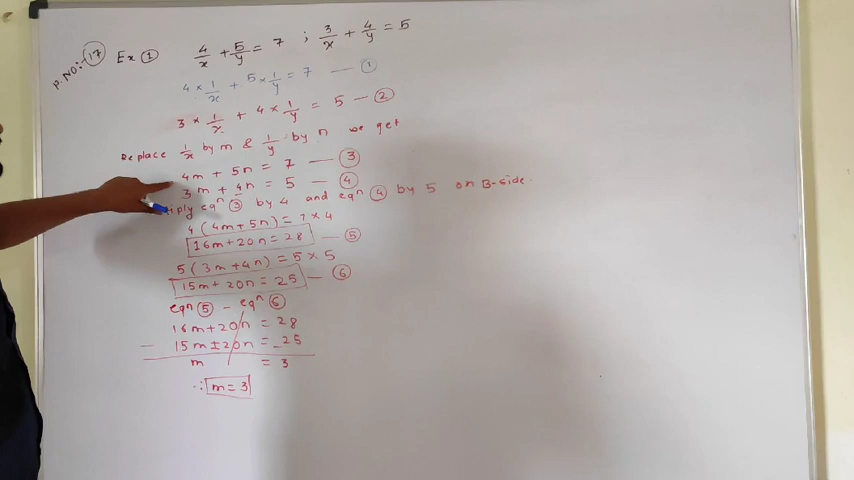 P.NO:- 17 Ex ① 4/x + 5/y = 7 ; 3/x + 4/y = 5
4 × 1/x + 5 × 1/y = 7 — ①
3 × 1/x + 4 × 1/y = 5 — ②
Replace 1/x by m & 1/y by n we get
4m + 5n = 7 — ③
3m + 4n = 5 — ④
eqⁿ ③ by 4 and eqⁿ ④ by 5 on B-side.
4(4m+5n) = 7×4
16m+20n=28 — ⑤
5(3m+4n) = 5×5
15m+20n=25 — ⑥
eqⁿ ⑤ - eqⁿ ⑥
16m+20n = 28
- 15m±20n = _25
m = 3
∴ m=3